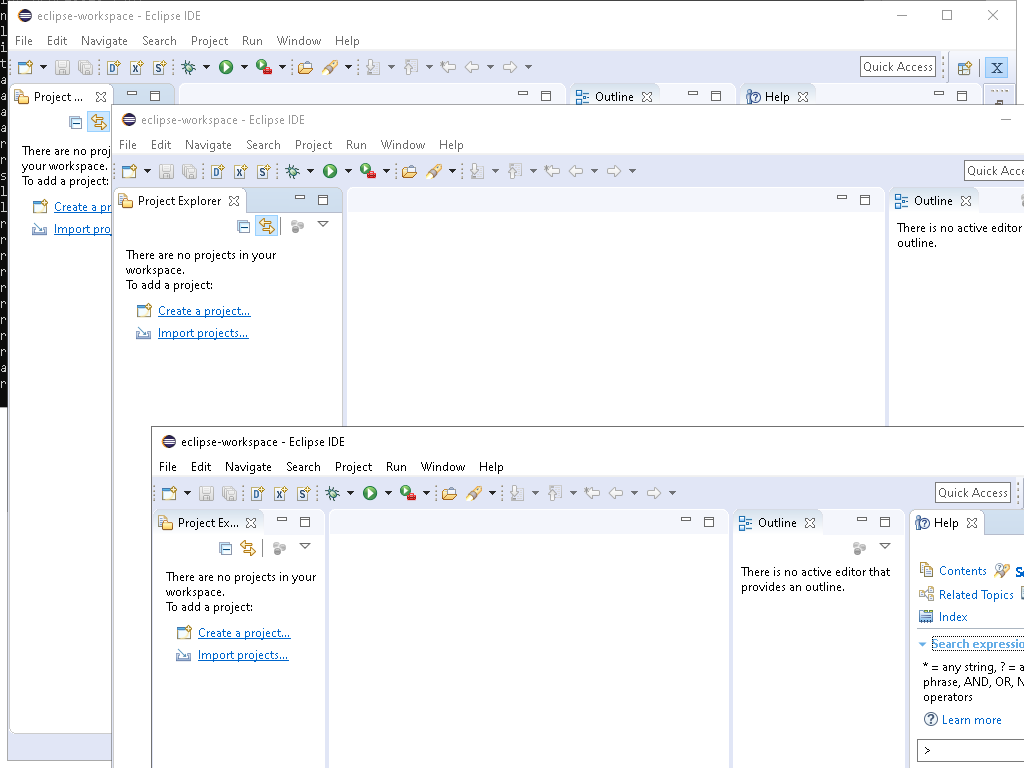 eclipse-workspace - Eclipse IDE
File Edit Navigate Search Project Run Window Help
Quick Access
Project ... Outline Help
There are no proj
your workspace.
To add a project:
Create a pr
Import pro
eclipse-workspace - Eclipse IDE
File Edit Navigate Search Project Run Window Help
Quick Acce
Project Explorer Outline
There are no projects in your
workspace.
To add a project:
Create a project...
Import projects...
There is no active editor
outline.
eclipse-workspace - Eclipse IDE
File Edit Navigate Search Project Run Window Help
Quick Access
Project Ex... Outline Help
There are no projects in your
workspace.
To add a project:
Create a project...
Import projects...
There is no active editor that
provides an outline.
Contents
Related Topics
Index
Search expressio
* = any string, ? = a
phrase, AND, OR, N
operators
Learn more
>